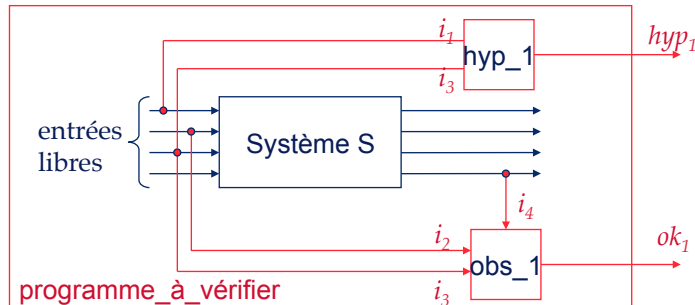 i₁
hyp₁
hyp_1
i₃
entrées
libres
Système S
i₄
i₂
ok₁
obs_1
i₃
programme_à_vérifier